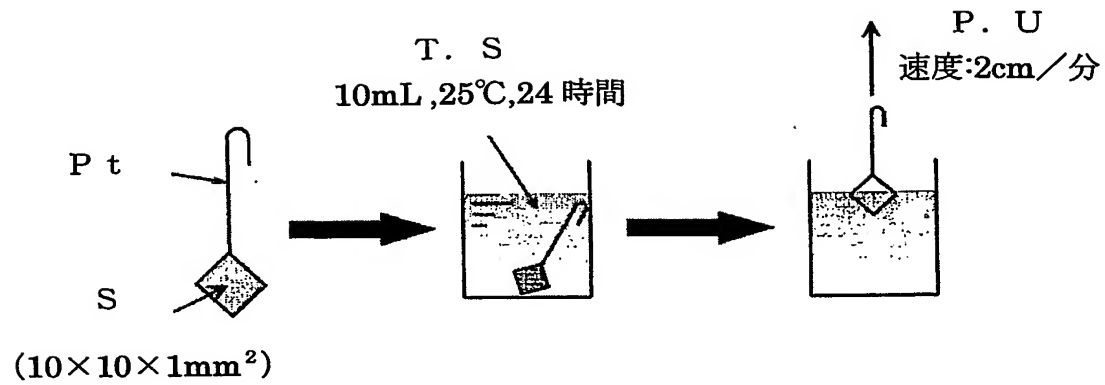 P. U
速度:2cm/分
T. S
10mL ,25℃,24 時間
P t
S
(10×10×1mm²)